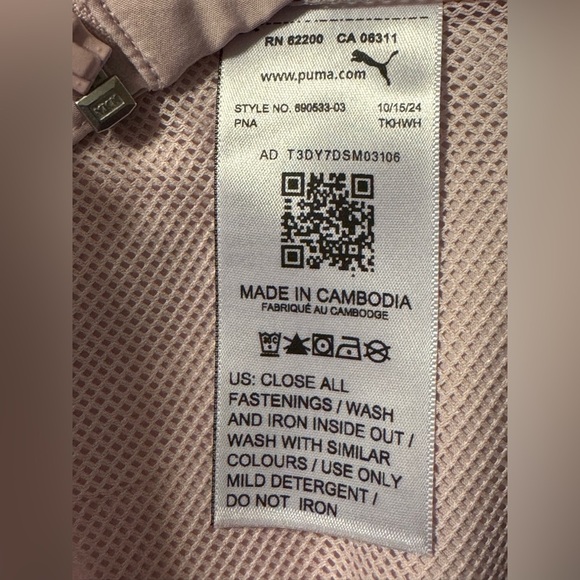 RN 62200 CA 06311
www.puma.com
STYLE NO. 690533-03 10/15/24
PNA TKHWH
AD T3DY7DSM03106
MADE IN CAMBODIA
FABRIQUÉ AU CAMBODGE
US: CLOSE ALL
FASTENINGS / WASH
AND IRON INSIDE OUT /
WASH WITH SIMILAR
COLOURS / USE ONLY
MILD DETERGENT /
DO NOT IRON